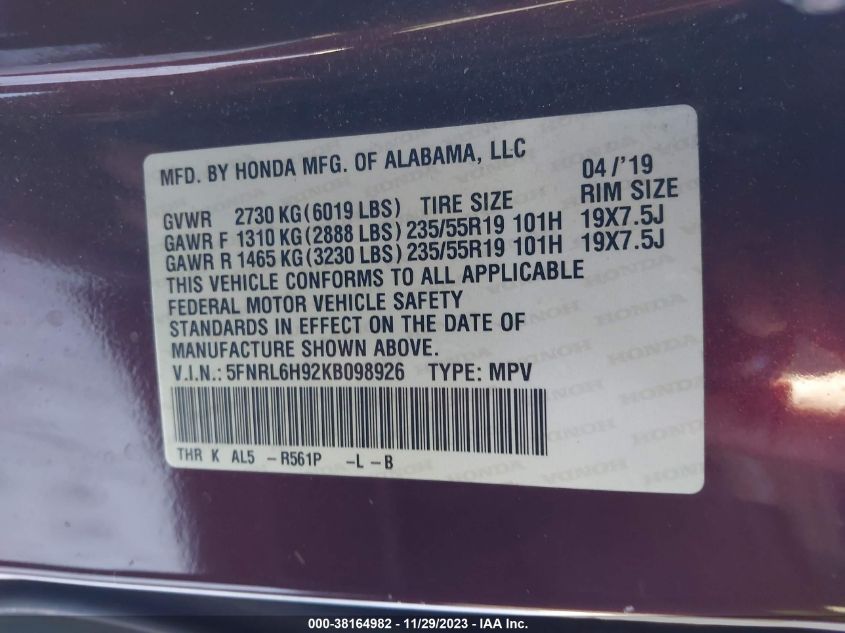 MFD. BY HONDA MFG. OF ALABAMA, LLC 04/'19
GVWR 2730 KG (6019 LBS) TIRE SIZE RIM SIZE
GAWR F 1310 KG (2888 LBS) 235/55R19 101H 19X7.5J
GAWR R 1465 KG (3230 LBS) 235/55R19 101H 19X7.5J
THIS VEHICLE CONFORMS TO ALL APPLICABLE
FEDERAL MOTOR VEHICLE SAFETY
STANDARDS IN EFFECT ON THE DATE OF
MANUFACTURE SHOWN ABOVE.
V.I.N.: 5FNRL6H92KB098926 TYPE: MPV
THR K AL5 - R561P - L - B
000-38164982 - 11/29/2023 - IAA Inc.